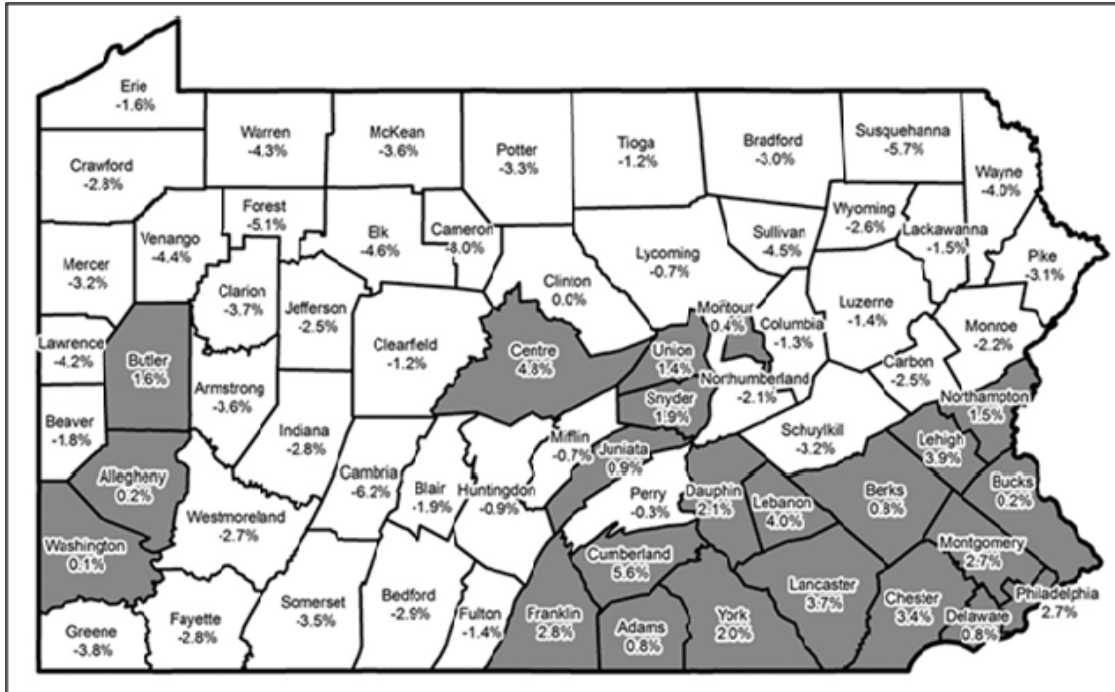 Erie
-1.6%
Warren
-4.3%
McKean
-3.6%
Potter
-3.3%
Tioga
-1.2%
Bradford
-3.0%
Susquehanna
-5.7%
Crawford
-2.8%
Wayne
-4.0%
Forest
-5.1%
Wyoming
-2.6%
Venango
-4.4%
Elk
-4.6%
Cameron
-8.0%
Sullivan
-4.5%
Lackawanna
-1.5%
Mercer
-3.2%
Lycoming
-0.7%
Pike
-3.1%
Clarion
-3.7%
Jefferson
-2.5%
Clinton
0.0%
Montour
0.4%
Columbia
-1.3%
Luzerne
-1.4%
Monroe
-2.2%
Lawrence
-4.2%
Butler
1.6%
Clearfield
-1.2%
Centre
4.8%
Union
1.4%
Carbon
-2.5%
Armstrong
-3.6%
Northumberland
-2.1%
Snyder
1.9%
Northampton
1.5%
Beaver
-1.8%
Indiana
-2.8%
Mifflin
-0.7%
Schuylkill
-3.2%
Lehigh
3.9%
Juniata
0.9%
Allegheny
0.2%
Cambria
-6.2%
Blair
-1.9%
Huntingdon
-0.9%
Perry
-0.3%
Dauphin
2.1%
Lebanon
4.0%
Berks
0.8%
Bucks
0.2%
Westmoreland
-2.7%
Washington
0.1%
Cumberland
5.6%
Montgomery
2.7%
Lancaster
3.7%
Chester
3.4%
Philadelphia
2.7%
Bedford
-2.9%
Somerset
-3.5%
Fulton
-1.4%
Franklin
2.8%
Adams
0.8%
York
2.0%
Delaware
0.8%
Fayette
-2.8%
Greene
-3.8%